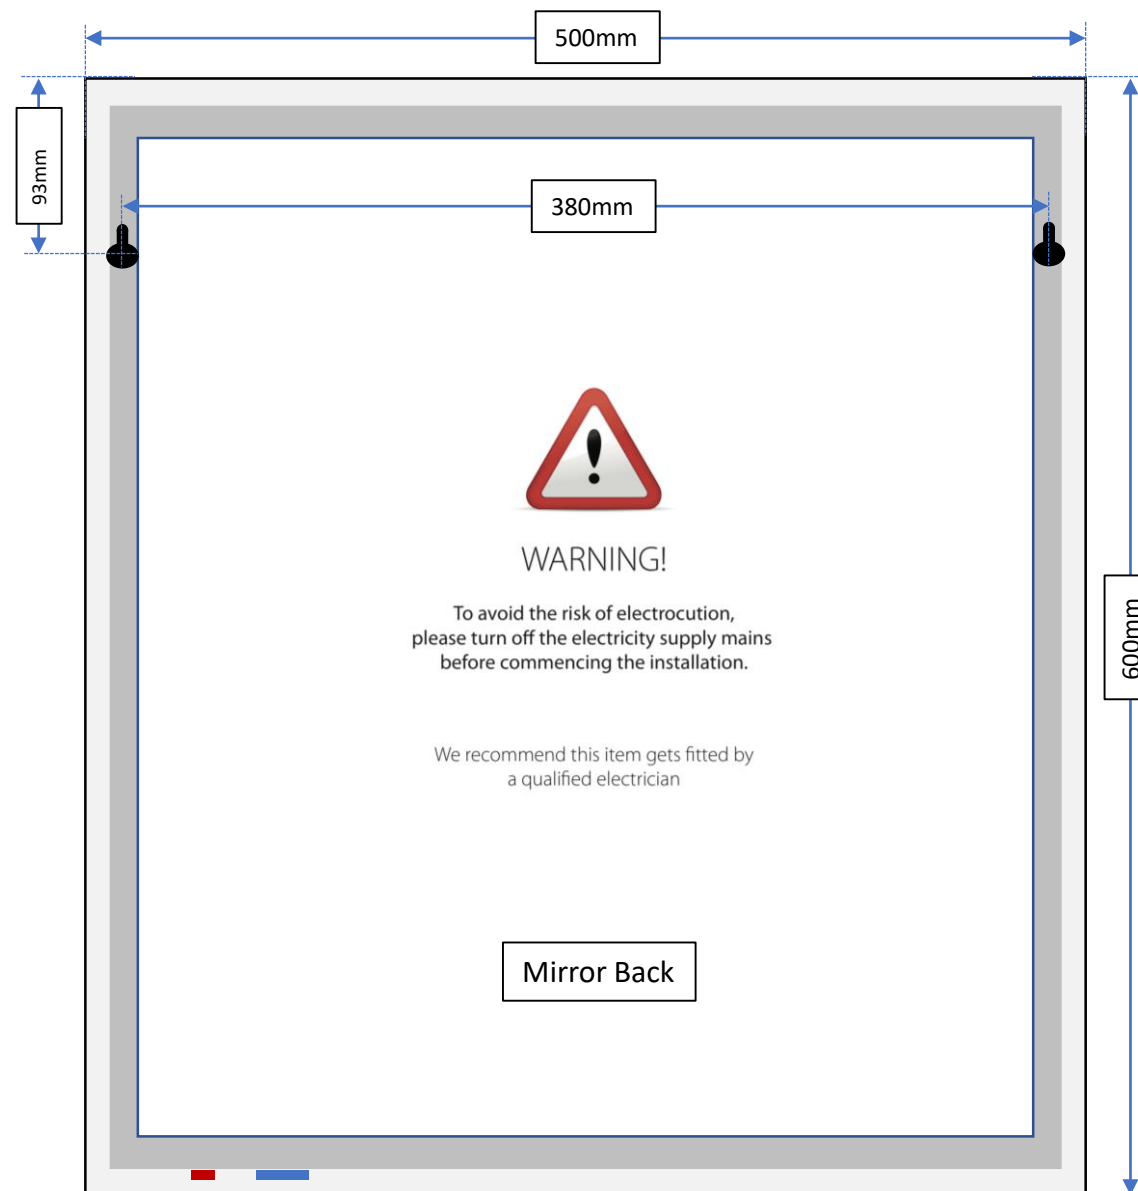 500mm
93mm
380mm
WARNING!
To avoid the risk of electrocution,
please turn off the electricity supply mains
before commencing the installation.
600mm
We recommend this item gets fitted by
a qualified electrician
Mirror Back